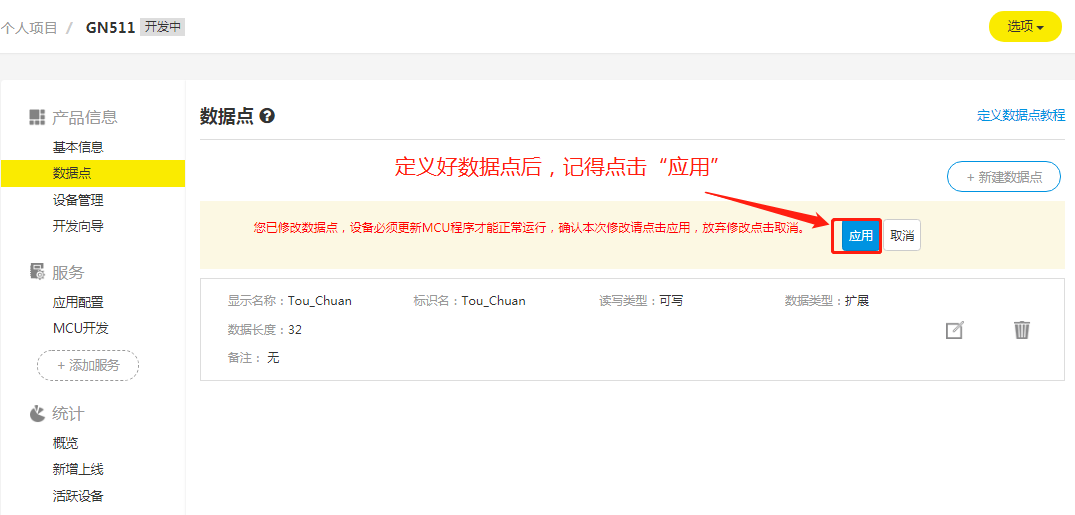 个人项目 / GN511 开发中
选项
产品信息
基本信息
数据点
设备管理
开发向导
服务
应用配置
MCU开发
+ 添加服务
统计
概览
新增上线
活跃设备
数据点 ?
定义数据点教程
定义好数据点后，记得点击“应用”
+ 新建数据点
您已修改数据点，设备必须更新MCU程序才能正常运行，确认本次修改请点击应用，放弃修改点击取消。
应用 取消
显示名称：Tou_Chuan 标识名：Tou_Chuan 读写类型：可写 数据类型：扩展
数据长度：32
备注： 无